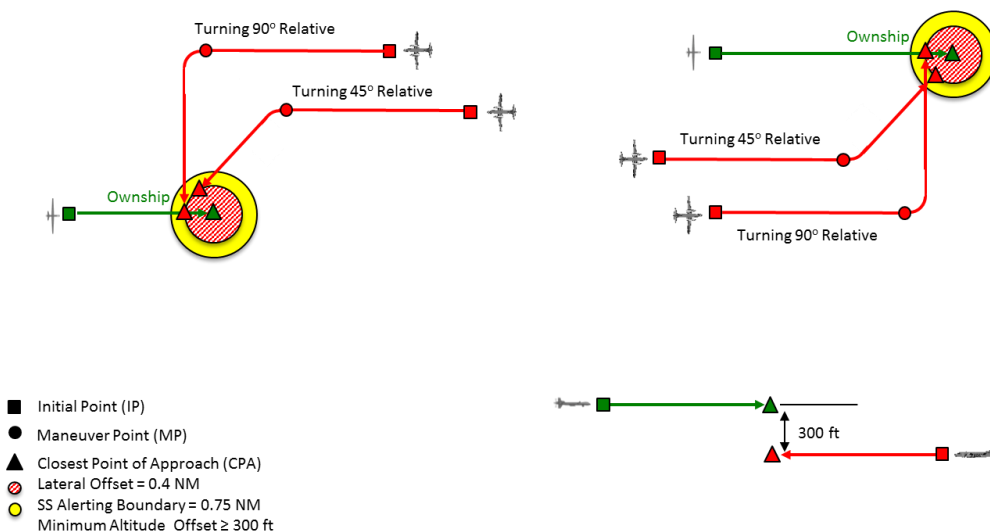 Turning 90° Relative
Turning 45° Relative
Ownship
Ownship
Turning 45° Relative
Turning 90° Relative
300 ft
Initial Point (IP)
Maneuver Point (MP)
Closest Point of Approach (CPA)
Lateral Offset = 0.4 NM
SS Alerting Boundary = 0.75 NM
Minimum Altitude Offset ≥ 300 ft